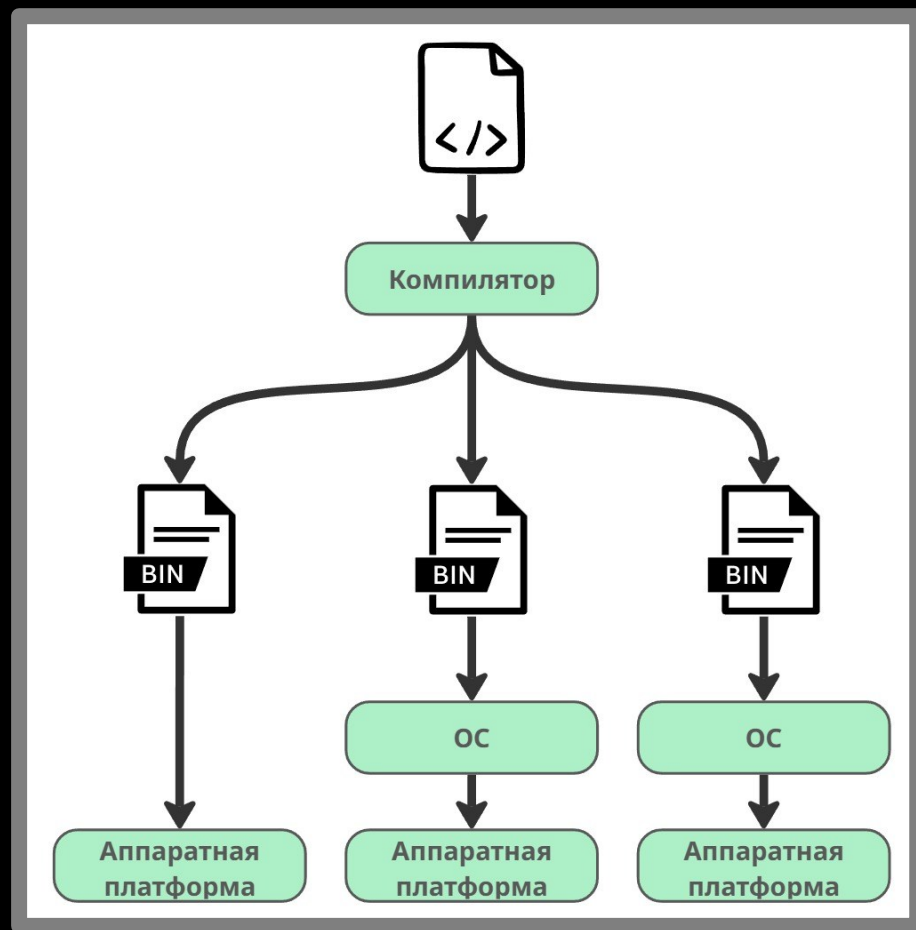 </>
Компилятор
BIN
BIN
BIN
ОС
ОС
Аппаратная
платформа
Аппаратная
платформа
Аппаратная
платформа